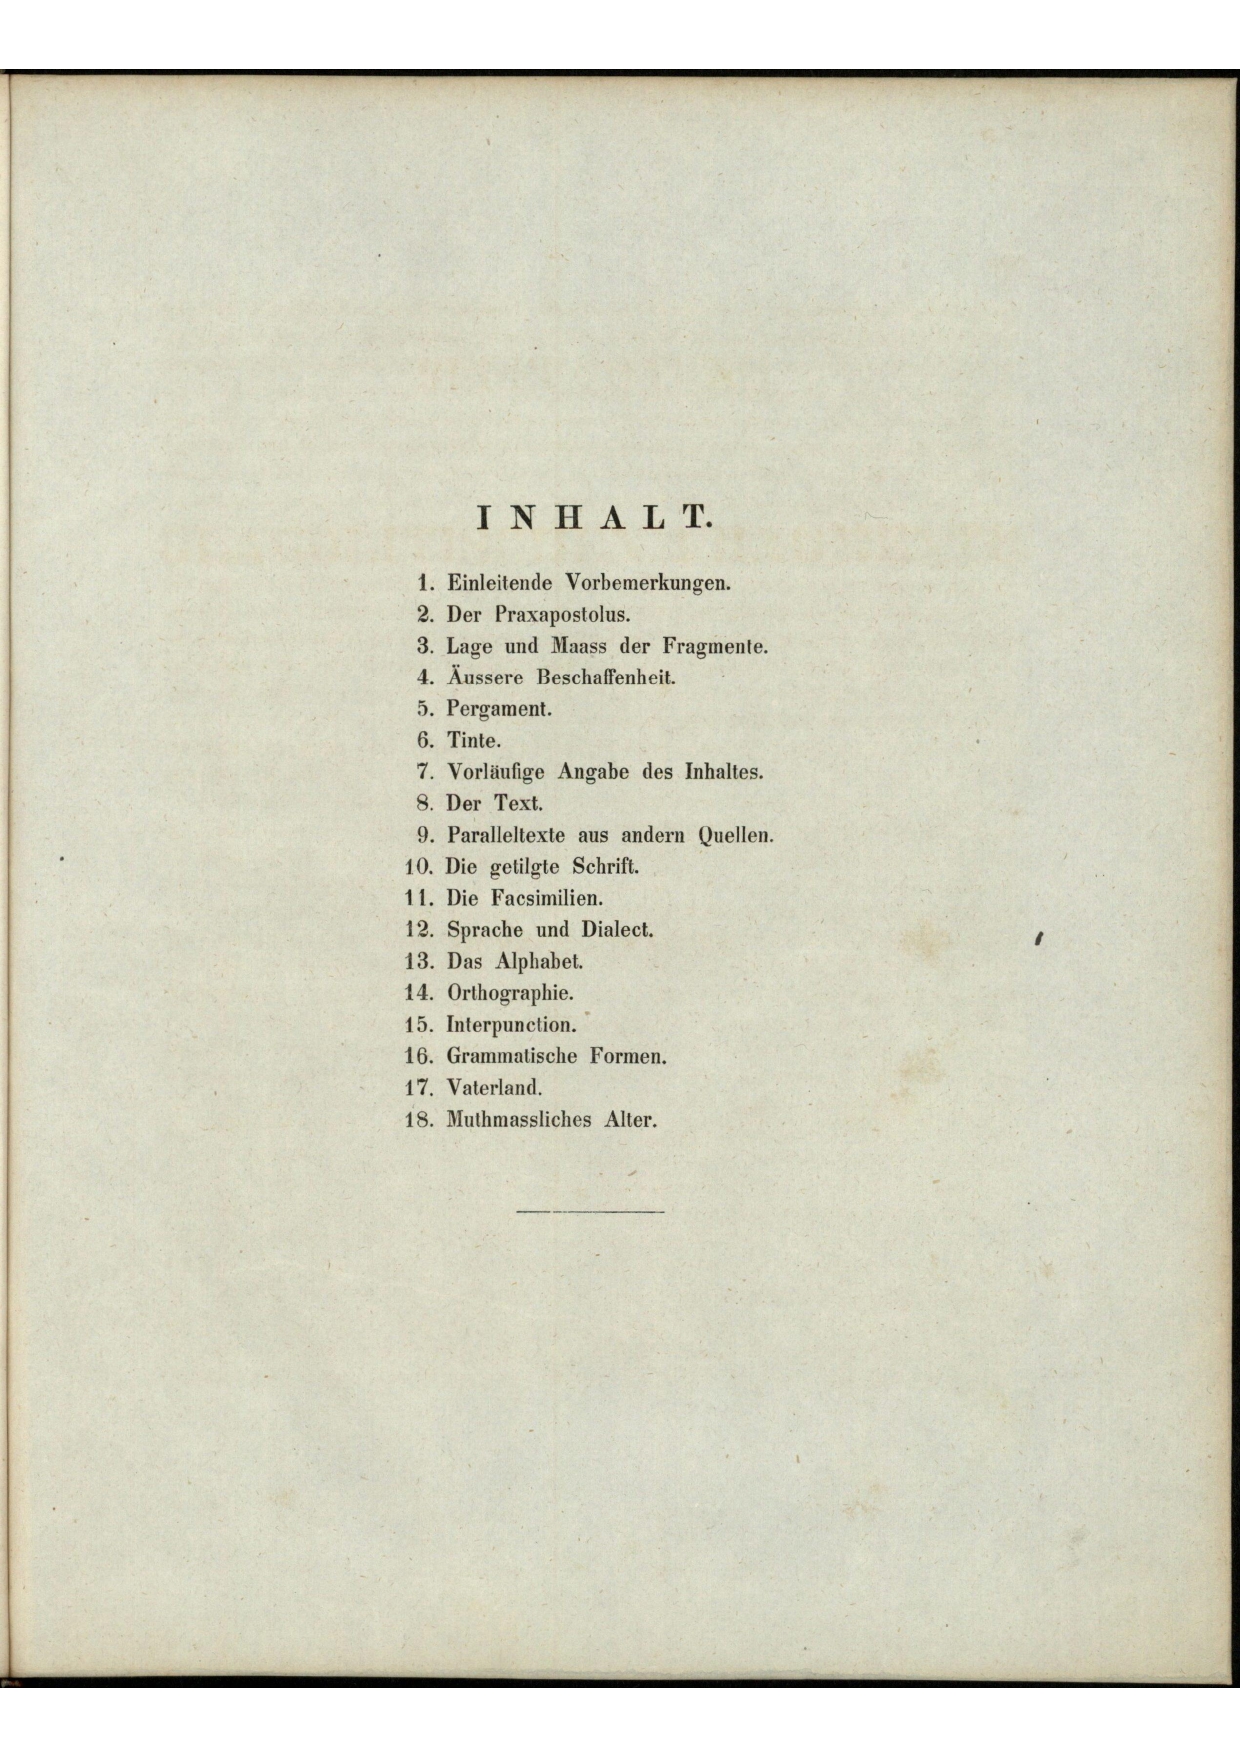 INHALT.
1. Einleitende Vorbemerkungen.
2. Der Praxapostolus.
3. Lage und Maass der Fragmente.
4. Äussere Beschaffenheit.
5. Pergament.
6. Tinte.
7. Vorläufige Angabe des Inhaltes.
8. Der Text.
9. Paralleltexte aus andern Quellen.
10. Die getilgte Schrift.
11. Die Facsimilien.
12. Sprache und Dialect.
13. Das Alphabet.
14. Orthographie.
15. Interpunction.
16. Grammatische Formen.
17. Vaterland.
18. Muthmassliches Alter.